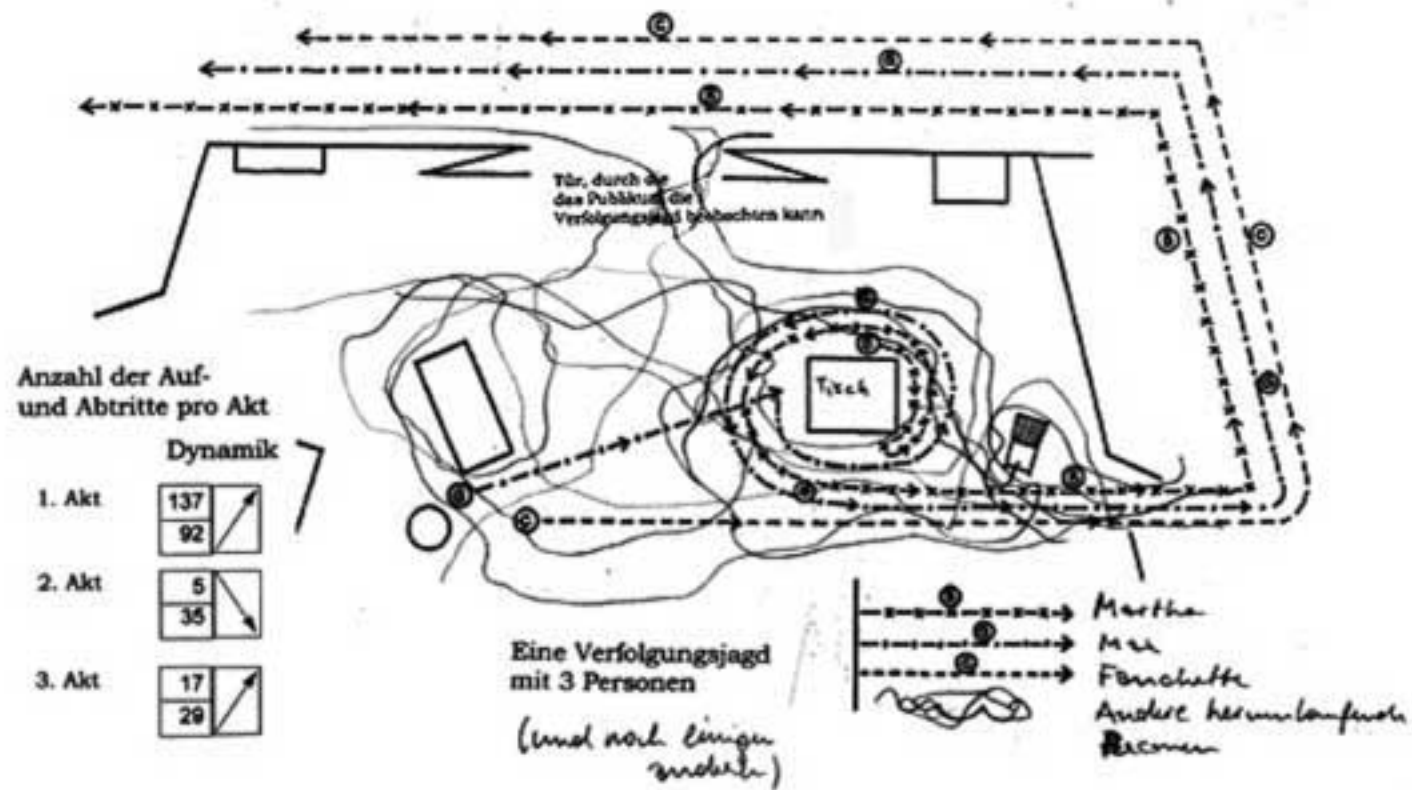 Tür, durch die
das Publikum die
Verfolgungsjagd beobachten kann
Tisch
Anzahl der Auf-
und Abtritte pro Akt
Dynamik
1. Akt
137
92
2. Akt
5
35
3. Akt
17
29
Eine Verfolgungsjagd
mit 3 Personen
(und noch einigen
andern)
Martha
Fanchette
Andere herumlaufende